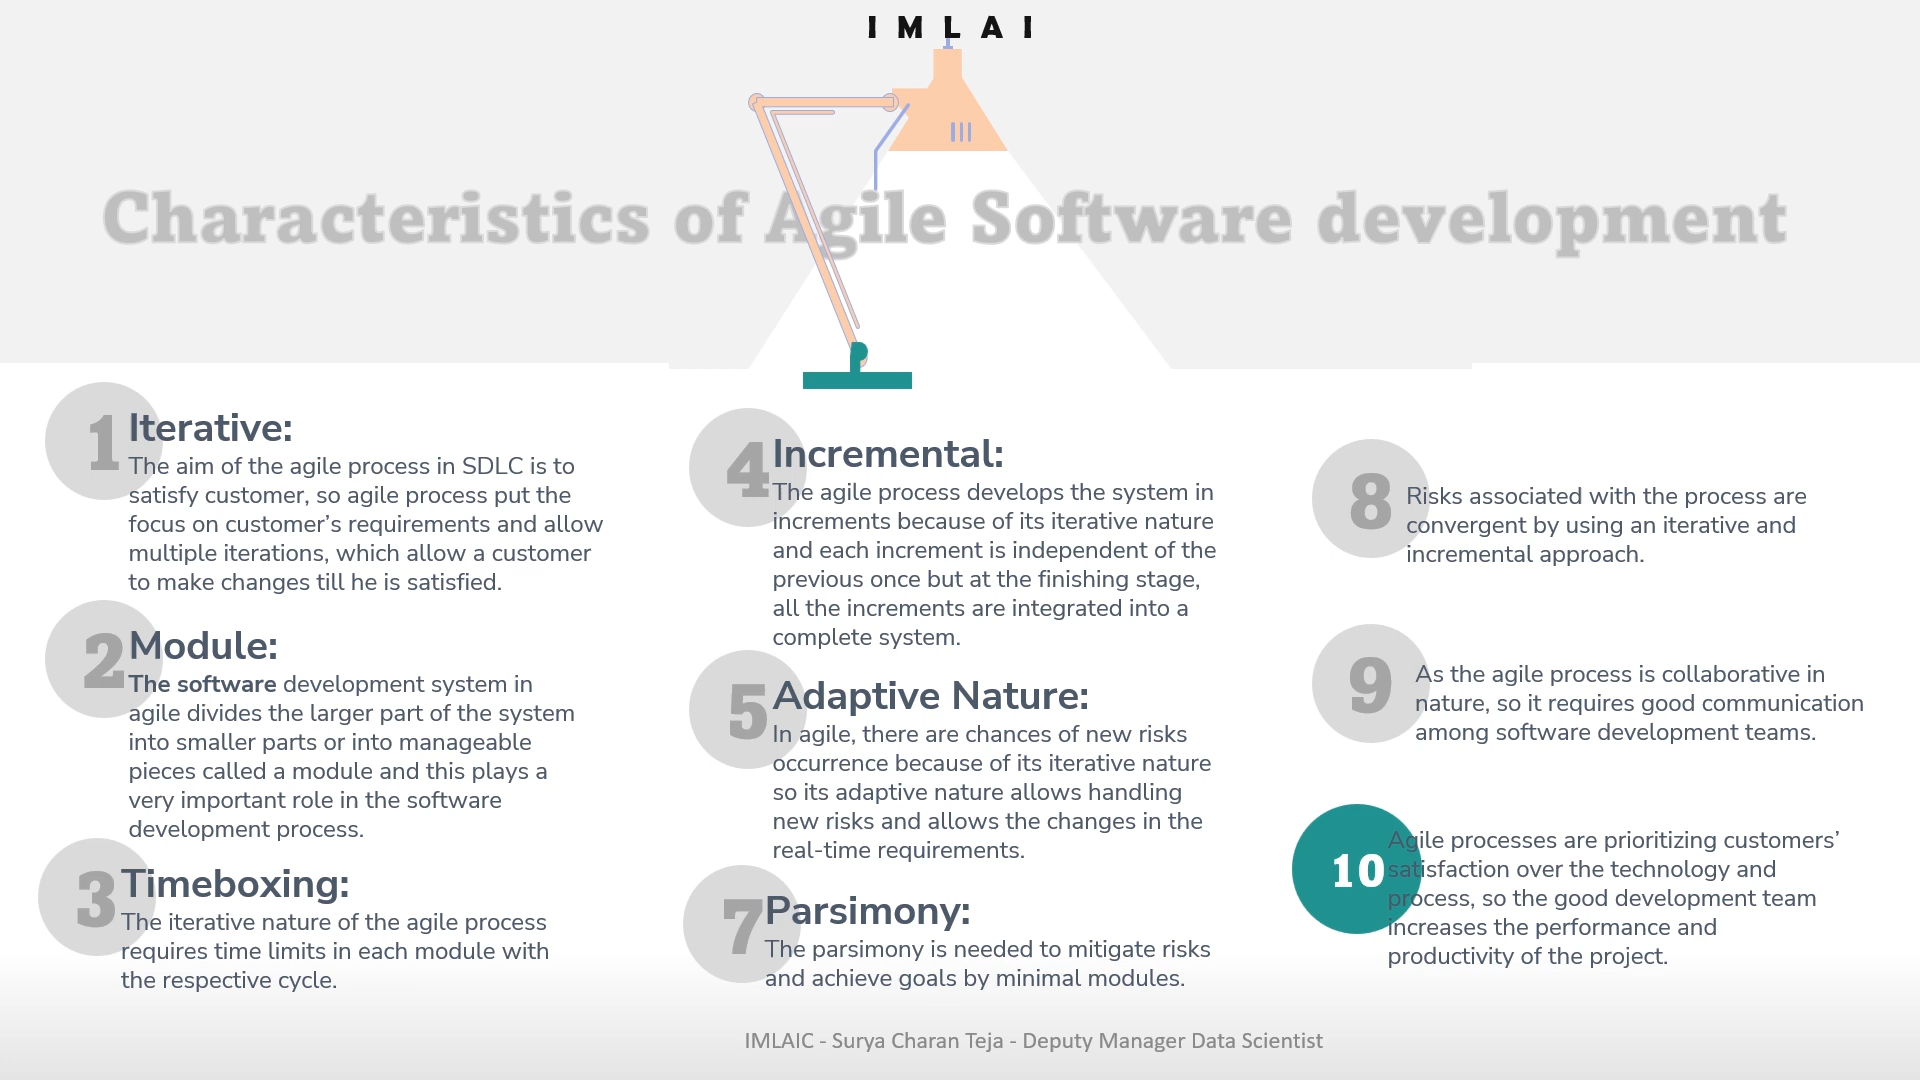 I M L A I
Characteristics of Agile Software development
1
Iterative:
The aim of the agile process in SDLC is to
satisfy customer, so agile process put the
focus on customer’s requirements and allow
multiple iterations, which allow a customer
to make changes till he is satisfied.
2
Module:
The software development system in
agile divides the larger part of the system
into smaller parts or into manageable
pieces called a module and this plays a
very important role in the software
development process.
3
Timeboxing:
The iterative nature of the agile process
requires time limits in each module with
the respective cycle.
4
Incremental:
The agile process develops the system in
increments because of its iterative nature
and each increment is independent of the
previous once but at the finishing stage,
all the increments are integrated into a
complete system.
5
Adaptive Nature:
In agile, there are chances of new risks
occurrence because of its iterative nature
so its adaptive nature allows handling
new risks and allows the changes in the
real-time requirements.
7
Parsimony:
The parsimony is needed to mitigate risks
and achieve goals by minimal modules.
8
Risks associated with the process are
convergent by using an iterative and
incremental approach.
9
As the agile process is collaborative in
nature, so it requires good communication
among software development teams.
10
Agile processes are prioritizing customers’
satisfaction over the technology and
process, so the good development team
increases the performance and
productivity of the project.
IMLAIC - Surya Charan Teja - Deputy Manager Data Scientist